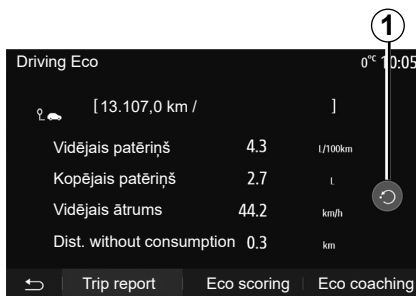 1
Driving Eco 0°C 10:05
[13.107,0 km / ]
Vidējais patēriņš 4.3 L/100km
Kopējais patēriņš 2.7 L
Vidējais ātrums 44.2 km/h
Dist. without consumption 0.3 km
Trip report Eco scoring Eco coaching